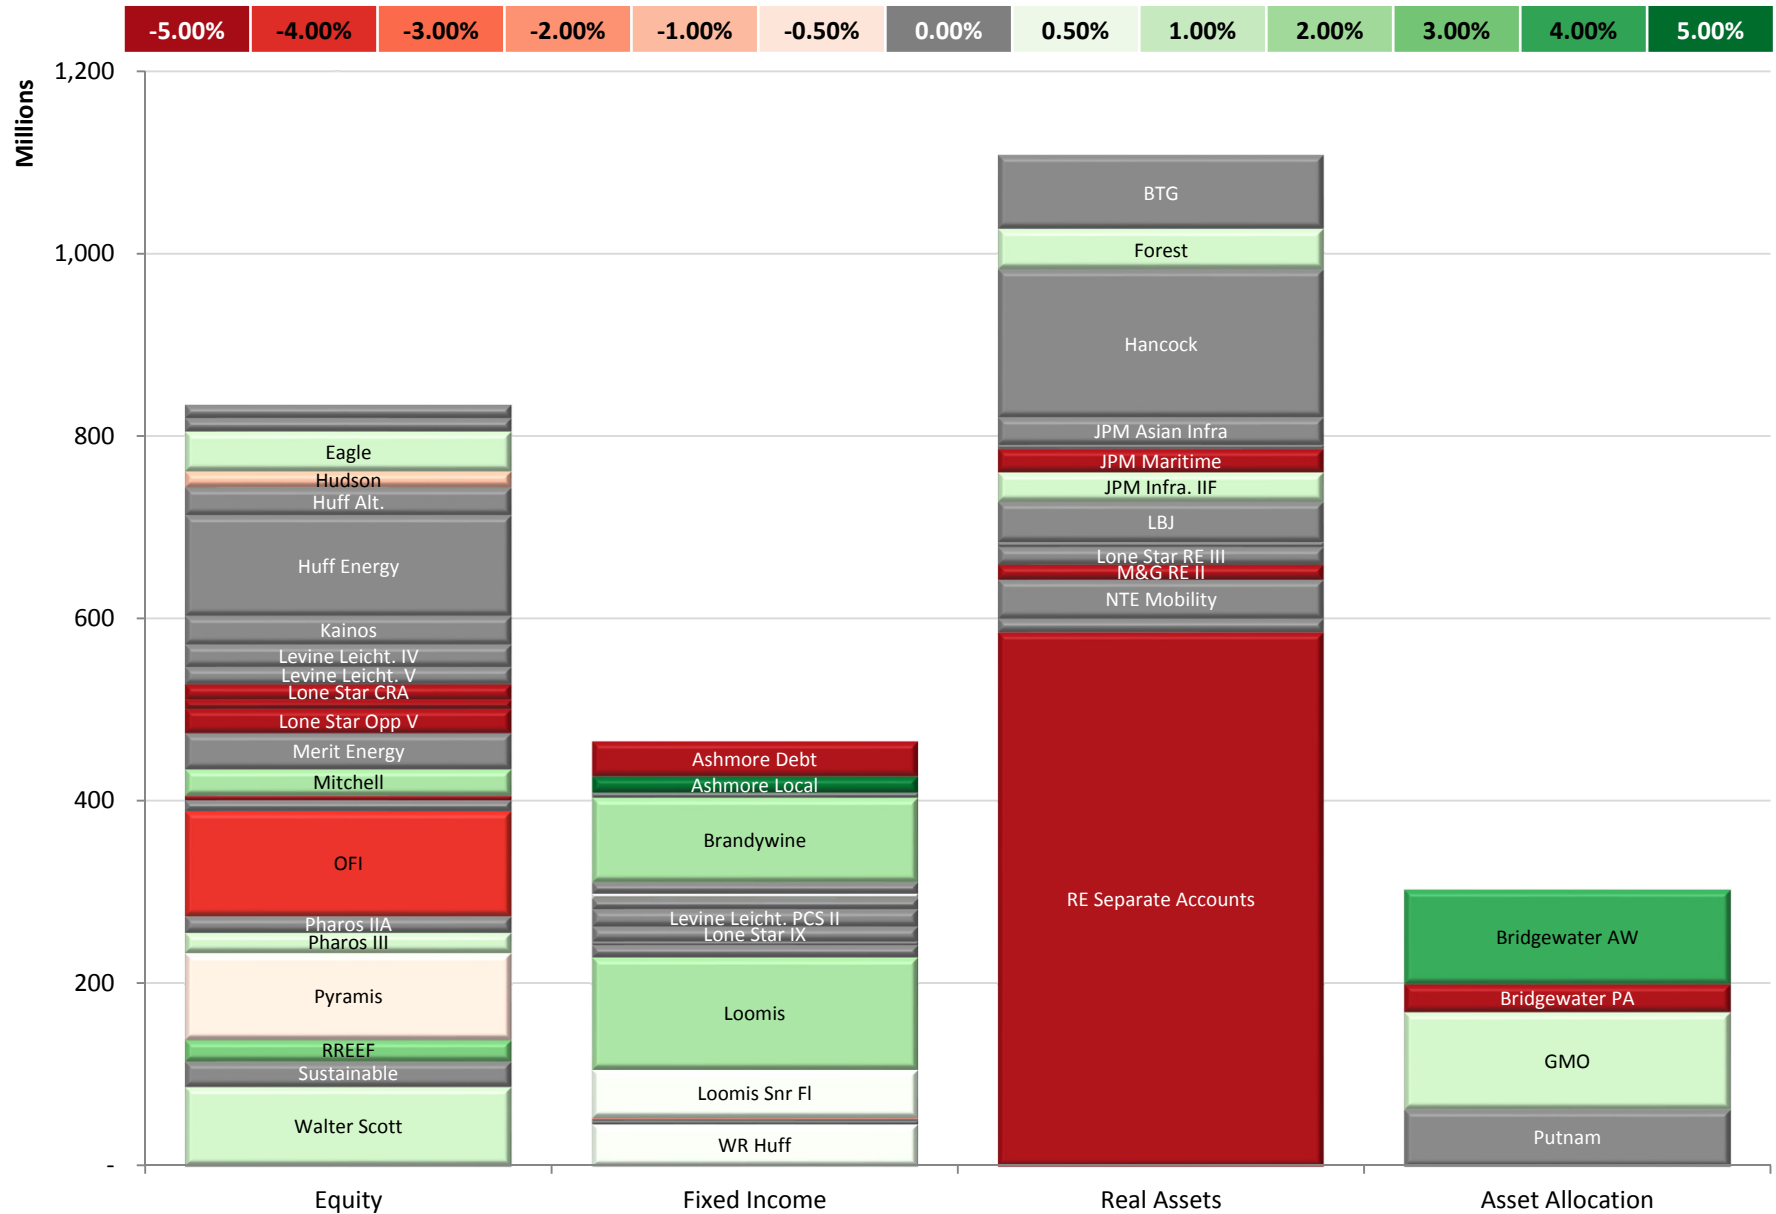 -5.00% -4.00% -3.00% -2.00% -1.00% -0.50% 0.00% 0.50% 1.00% 2.00% 3.00% 4.00% 5.00%
Millions
1,200
1,000
800
600
400
200
-
Eagle
Hudson
Huff Alt.
Huff Energy
Kainos
Levine Leicht. IV
Levine Leicht. V
Lone Star CRA
Lone Star Opp V
Merit Energy
Mitchell
OFI
Pharos IIA
Pharos III
Pyramis
RREEF
Sustainable
Walter Scott
Ashmore Debt
Ashmore Local
Brandywine
Levine Leicht. PCS II
Lone Star IX
Loomis
Loomis Snr Fl
WR Huff
BTG
Forest
Hancock
JPM Asian Infra
JPM Maritime
JPM Infra. IIF
LBJ
Lone Star RE III
M&G RE II
NTE Mobility
RE Separate Accounts
Bridgewater AW
Bridgewater PA
GMO
Putnam
Equity Fixed Income Real Assets Asset Allocation